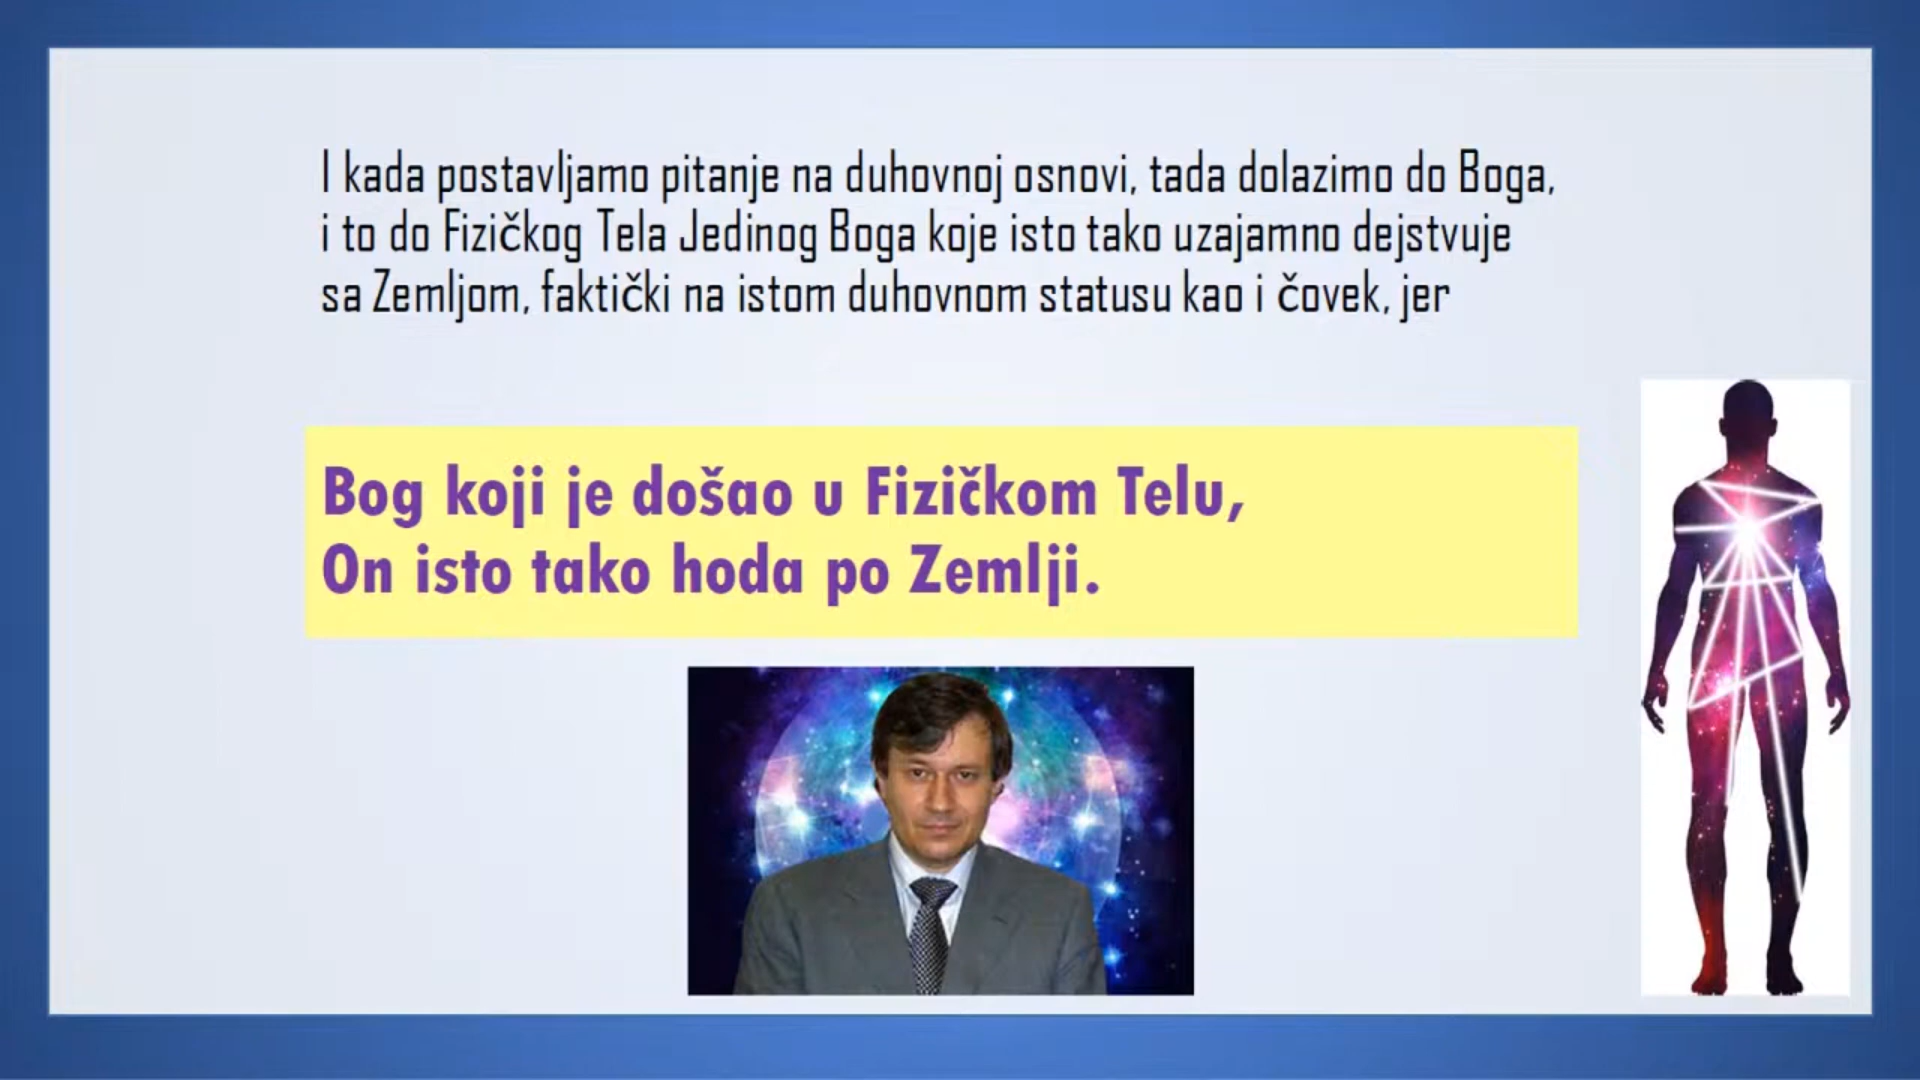 I kada postavljamo pitanje na duhovnoj osnovi, tada dolazimo do Boga,
i to do Fizičkog Tela Jedinog Boga koje isto tako uzajamno dejstvuje
sa Zemljom, faktički na istom duhovnom statusu kao i čovek, jer
Bog koji je došao u Fizičkom Telu,
On isto tako hoda po Zemlji.